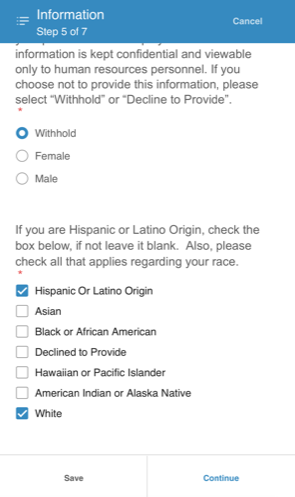 Information
Step 5 of 7
Cancel
information is kept confidential and viewable
only to human resources personnel. If you
choose not to provide this information, please
select “Withhold” or “Decline to Provide”.
*
Withhold
Female
Male
If you are Hispanic or Latino Origin, check the
box below, if not leave it blank. Also, please
check all that applies regarding your race.
*
Hispanic Or Latino Origin
Asian
Black or African American
Declined to Provide
Hawaiian or Pacific Islander
American Indian or Alaska Native
White
Save
Continue